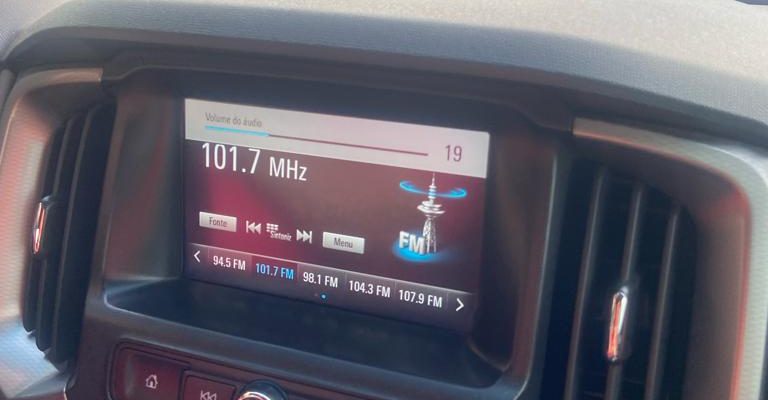 Volume do áudio
19
101.7 MHz
FM
Fonte
Sintoniz
Menu
94.5 FM
101.7 FM
98.1 FM
104.3 FM
107.9 FM